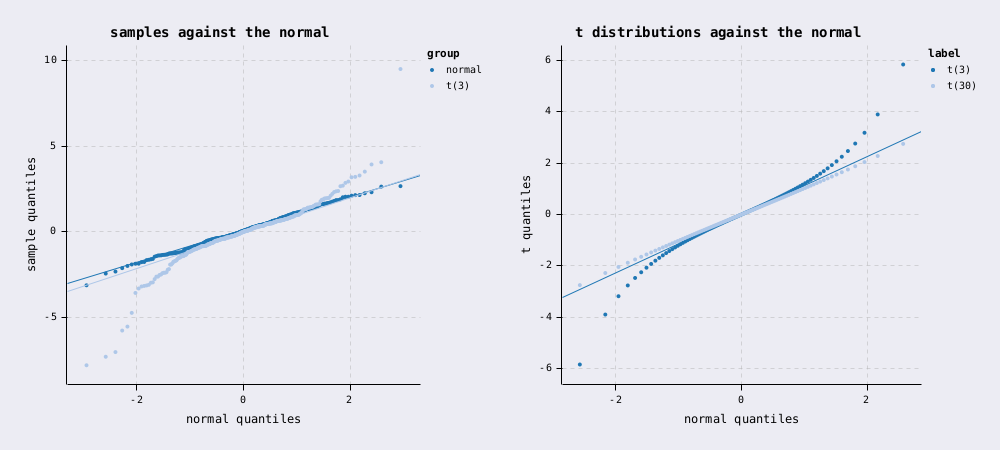 samples against the normal
group
normal
t(3)
10
5
0
-5
sample quantiles
-2
0
2
normal quantiles
t distributions against the normal
label
t(3)
t(30)
6
4
2
0
-2
-4
-6
t quantiles
-2
0
2
normal quantiles